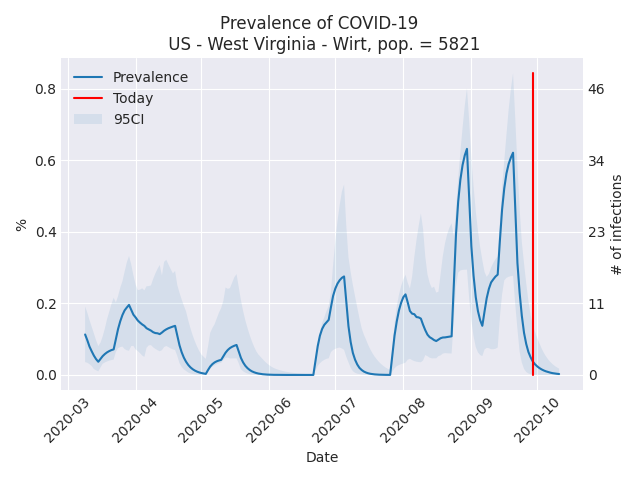 Prevalence of COVID-19
US - West Virginia - Wirt, pop. = 5821
Prevalence
Today
95CI
0.8
0.6
0.4
0.2
0.0
%
46
34
23
11
0
# of infections
2020-03
2020-04
2020-05
2020-06
2020-07
2020-08
2020-09
2020-10
Date